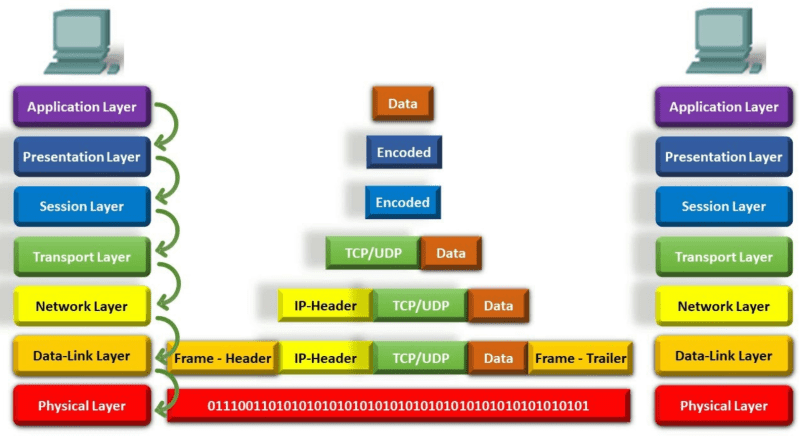 Application Layer Data Application Layer
Presentation Layer Encoded Presentation Layer
Session Layer Encoded Session Layer
Transport Layer TCP/UDP Data Transport Layer
Network Layer IP-Header TCP/UDP Data Network Layer
Data-Link Layer Frame - Header IP-Header TCP/UDP Data Frame - Trailer Data-Link Layer
Physical Layer 0111001101010101010101010101010101010101010101010101 Physical Layer